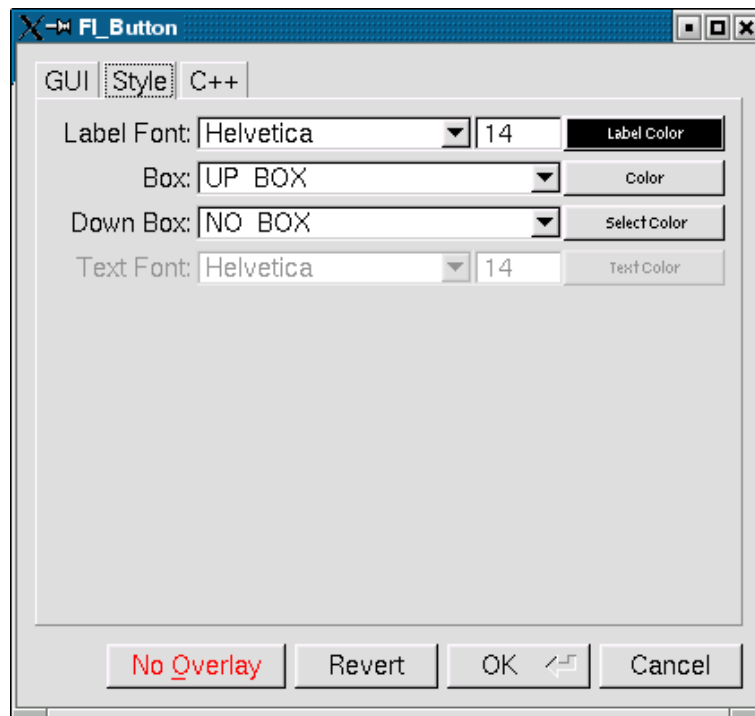 Fl_Button
GUI Style C++
Label Font: Helvetica 14 Label Color
Box: UP_BOX Color
Down Box: NO_BOX Select Color
Text Font: Helvetica 14 Text Color
No Overlay Revert OK Cancel